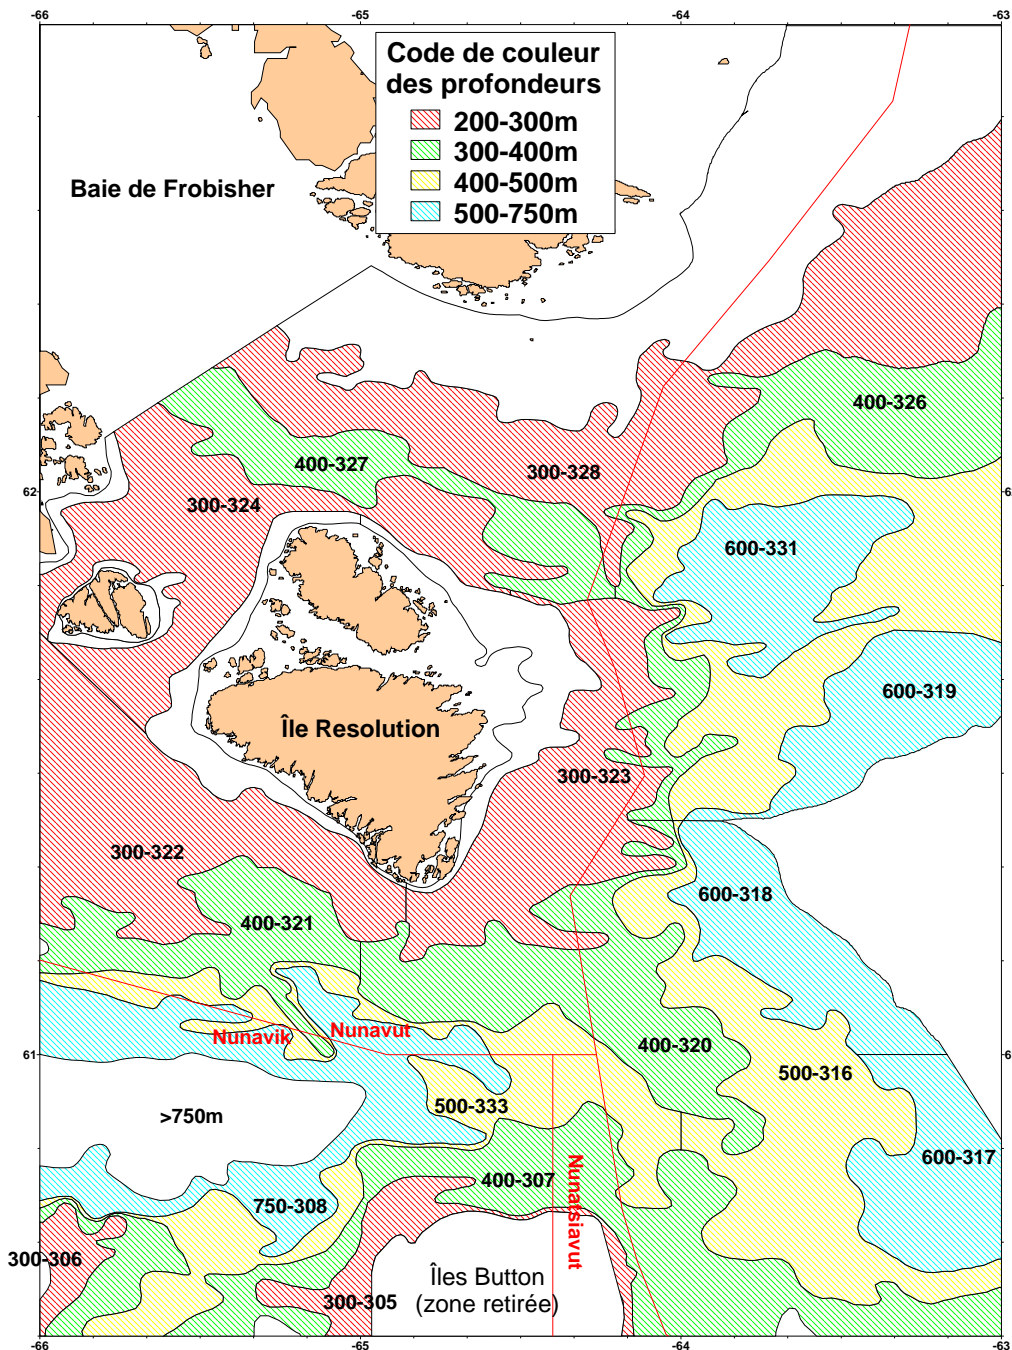 -66
-65
-64
-63
Code de couleur
des profondeurs
200-300m
300-400m
400-500m
500-750m
Baie de Frobisher
400-326
400-327
300-328
62
6
300-324
600-331
600-319
Île Resolution
300-323
300-322
600-318
400-321
Nunavik
Nunavut
400-320
61
6
500-316
500-333
>750m
600-317
400-307
Nunatsiavut
750-308
300-306
Îles Button
(zone retirée)
300-305
-66
-65
-64
-63